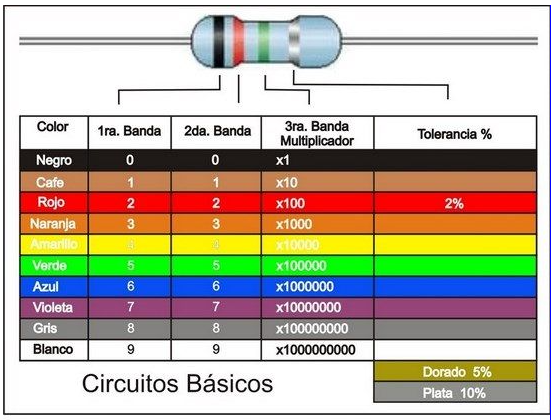 Color 1ra. Banda 2da. Banda 3ra. Banda Multiplicador Tolerancia %
Negro 0 0 x1
Cafe 1 1 x10
Rojo 2 2 x100 2%
Naranja 3 3 x1000
Amarillo 4 4 x10000
Verde 5 5 x100000
Azul 6 6 x1000000
Violeta 7 7 x10000000
Gris 8 8 x100000000
Blanco 9 9 x1000000000
Dorado 5%
Plata 10%
Circuitos Básicos